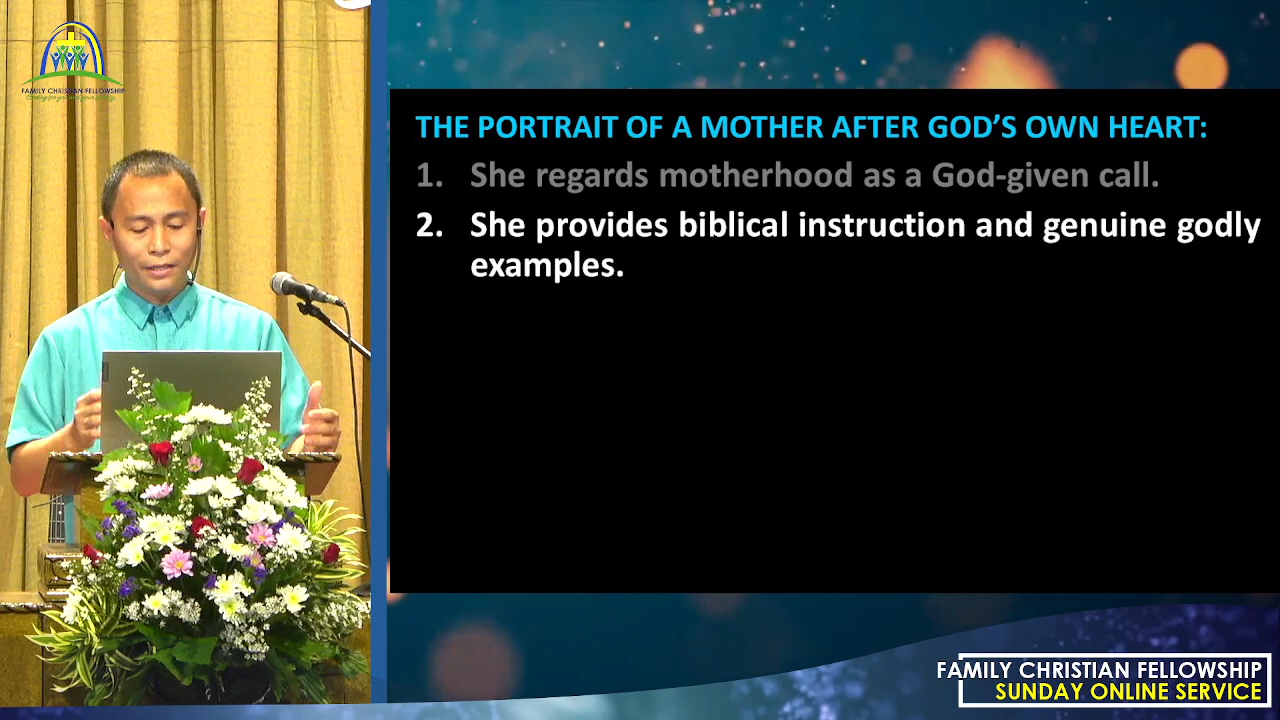 FAMILY CHRISTIAN FELLOWSHIP
THE PORTRAIT OF A MOTHER AFTER GOD'S OWN HEART:
1. She regards motherhood as a God-given call.
2. She provides biblical instruction and genuine godly
examples.
FAMILY CHRISTIAN FELLOWSHIP
SUNDAY ONLINE SERVICE